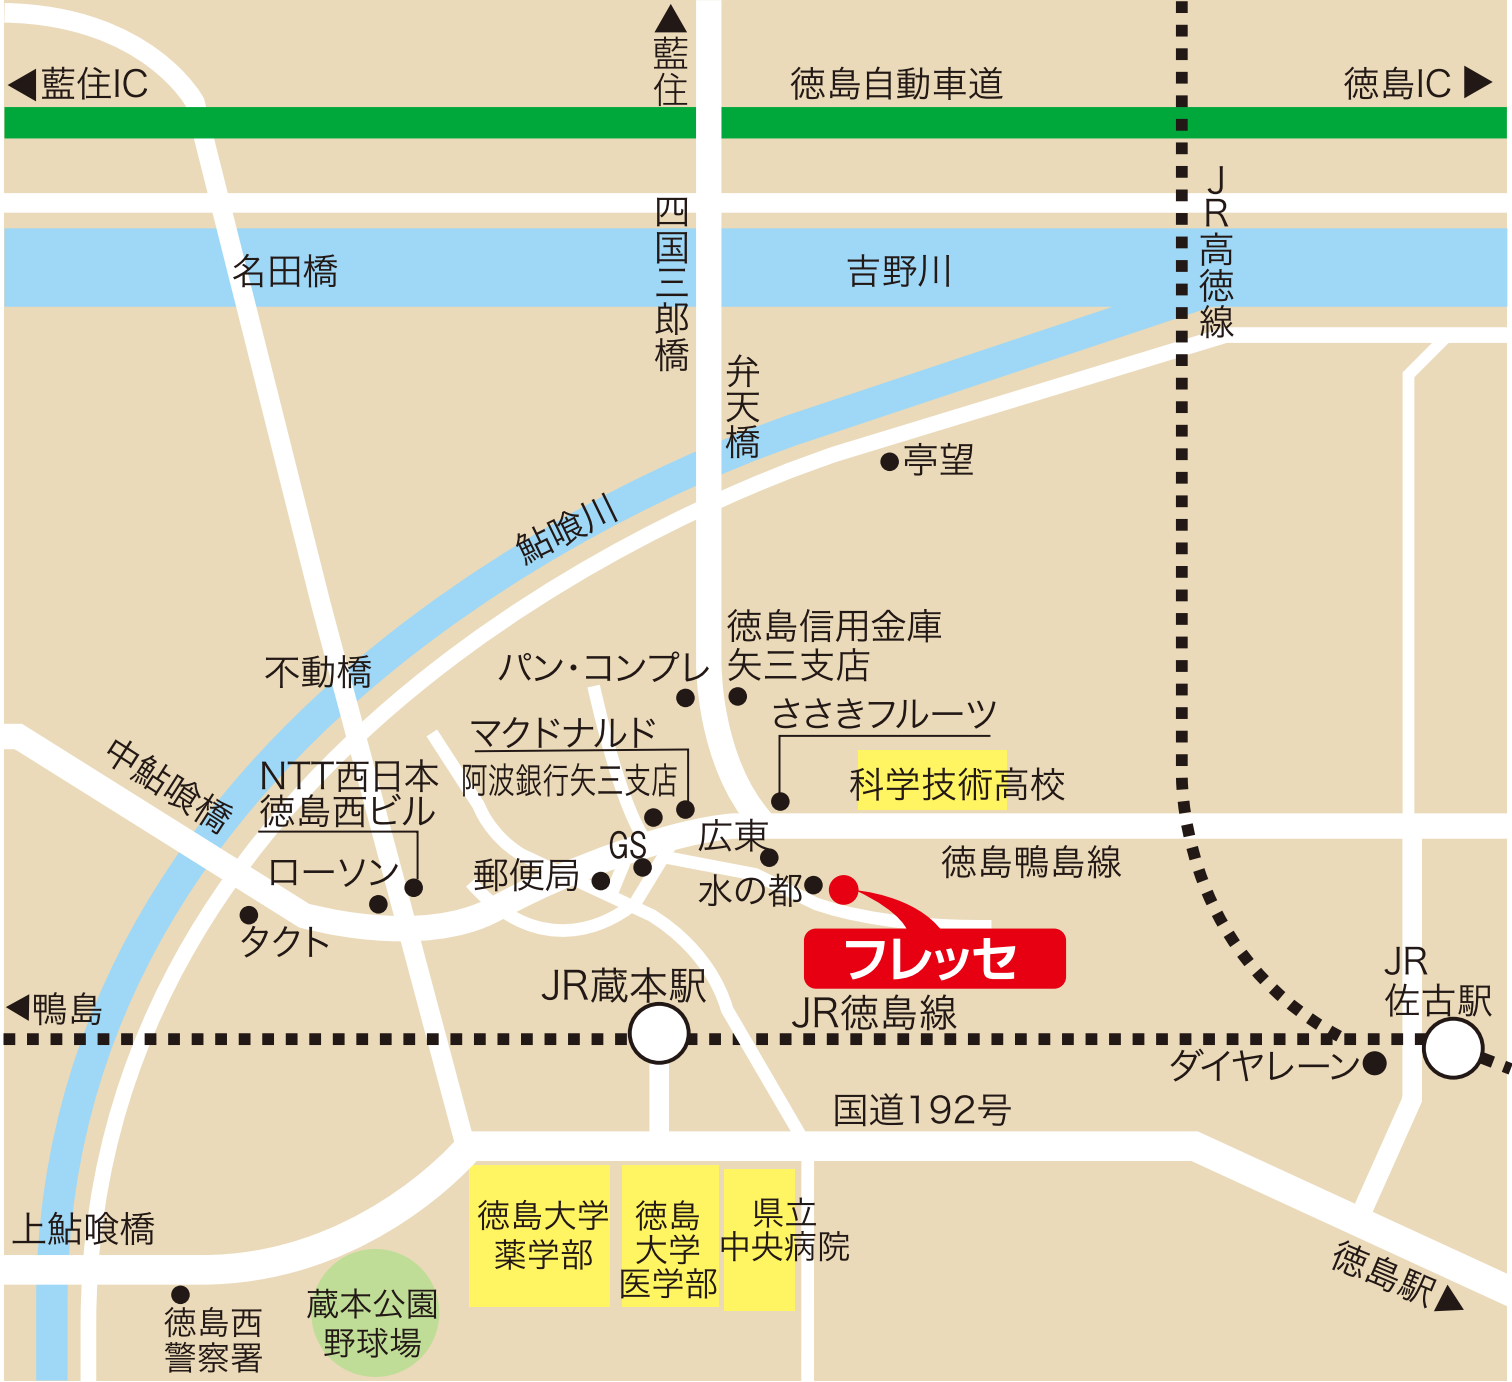 ◀藍住IC
▲藍住
徳島自動車道
徳島IC▶
四国三郎橋
JR高徳線
名田橋
吉野川
弁天橋
亭望
鮎喰川
徳島信用金庫
矢三支店
不動橋
パン・コンプレ
ささきフルーツ
マクドナルド
中鮎喰橋
NTT西日本
徳島西ビル
阿波銀行矢三支店
科学技術高校
GS
広東
徳島鴨島線
ローソン
郵便局
水の都
タクト
フレッセ
JR蔵本駅
JR
佐古駅
◀鴨島
JR徳島線
ダイヤレーン
国道192号
上鮎喰橋
徳島大学
薬学部
徳島
大学
医学部
県立
中央病院
徳島駅▲
蔵本公園
野球場
徳島西
警察署